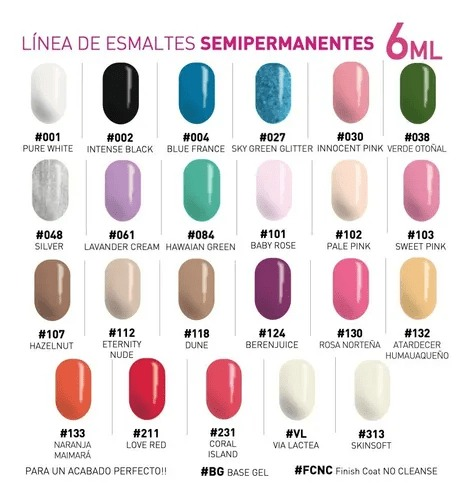 LÍNEA DE ESMALTES SEMIPERMANENTES 6ML
#001 #002 #004 #027 #030 #038
PURE WHITE INTENSE BLACK BLUE FRANCE SKY GREEN GLITTER INNOCENT PINK VERDE OTOÑAL
#048 #061 #084 #101 #102 #103
SILVER LAVANDER CREAM HAWAIAN GREEN BABY ROSE PALE PINK SWEET PINK
#107 #112 #118 #124 #130 #132
HAZELNUT ETERNITY DUNE BERENJUICE ROSA NORTEÑA ATARDECER
NUDE HUMAUAQUEÑO
#133 #211 #231 #VL #313
NARANJA LOVE RED CORAL VIA LACTEA SKINSOFT
MAIMARÁ ISLAND
PARA UN ACABADO PERFECTO!! #BG BASE GEL #FCNC Finish Coat NO CLEANSE